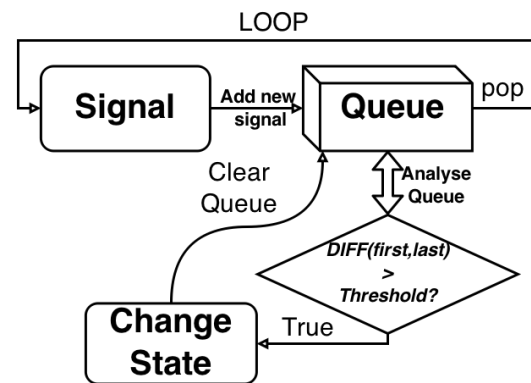 LOOP
Signal
Add new
signal
Queue
pop
Clear
Queue
Analyse
Queue
DIFF(first,last)
>
Threshold?
True
Change
State